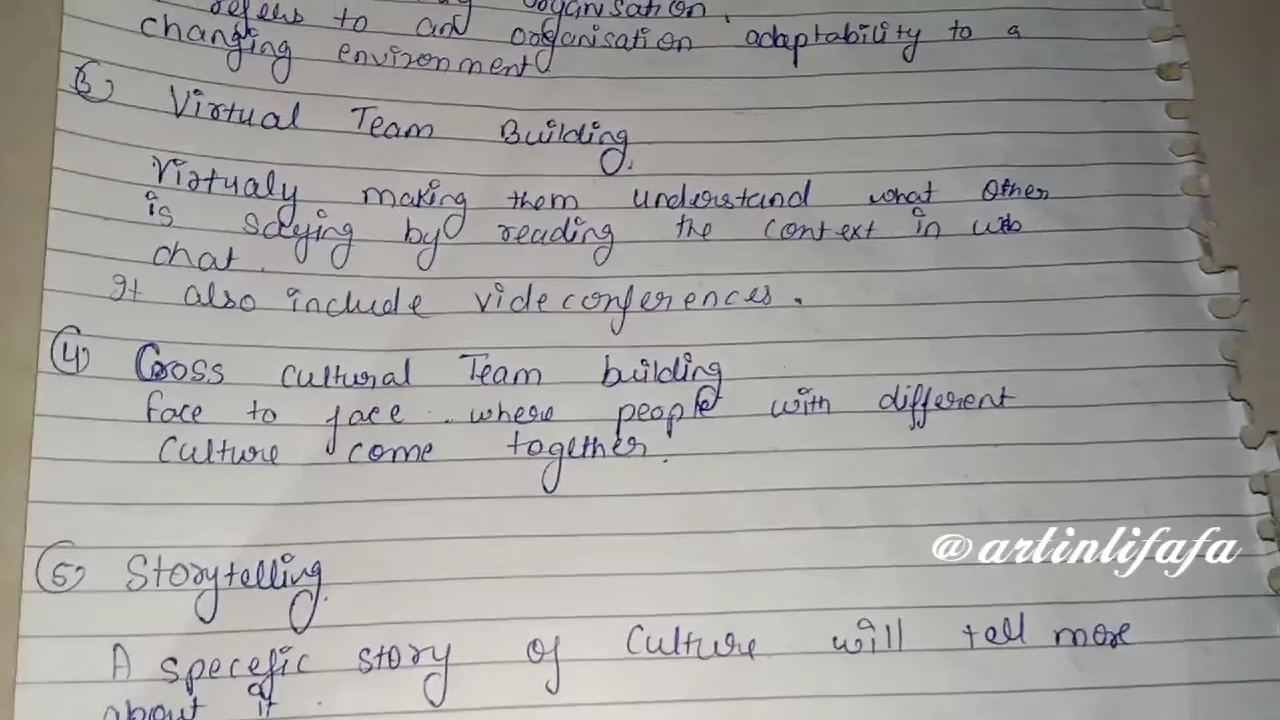 refers to and organisation.
changing environment organisation adaptability to a
③ Virtual Team Building.
Virtualy making them understand what other
is saying by reading the context in web
chat.
It also include videconferences.
④ Cross cultural Team building
face to face where people with different
culture come together.
@artinlifafa
⑤ Storytelling.
A specefic story of culture will tell more
about it.